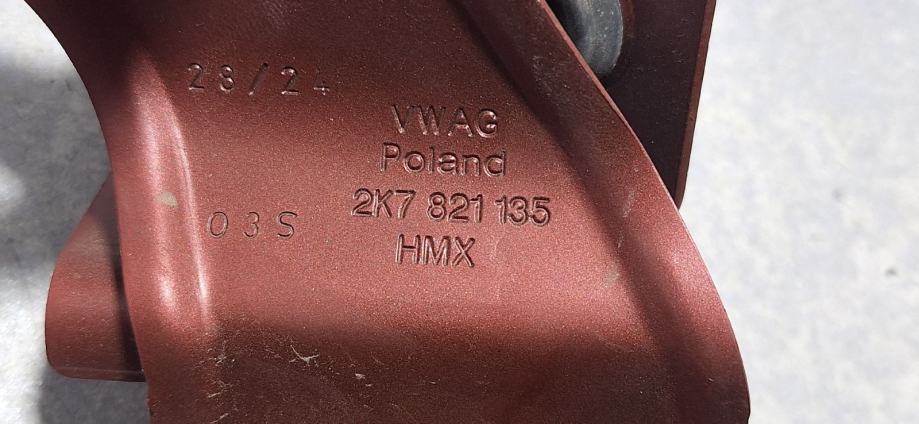 28/24
VWAG
Poland
2K7 821 135
03S
HMX